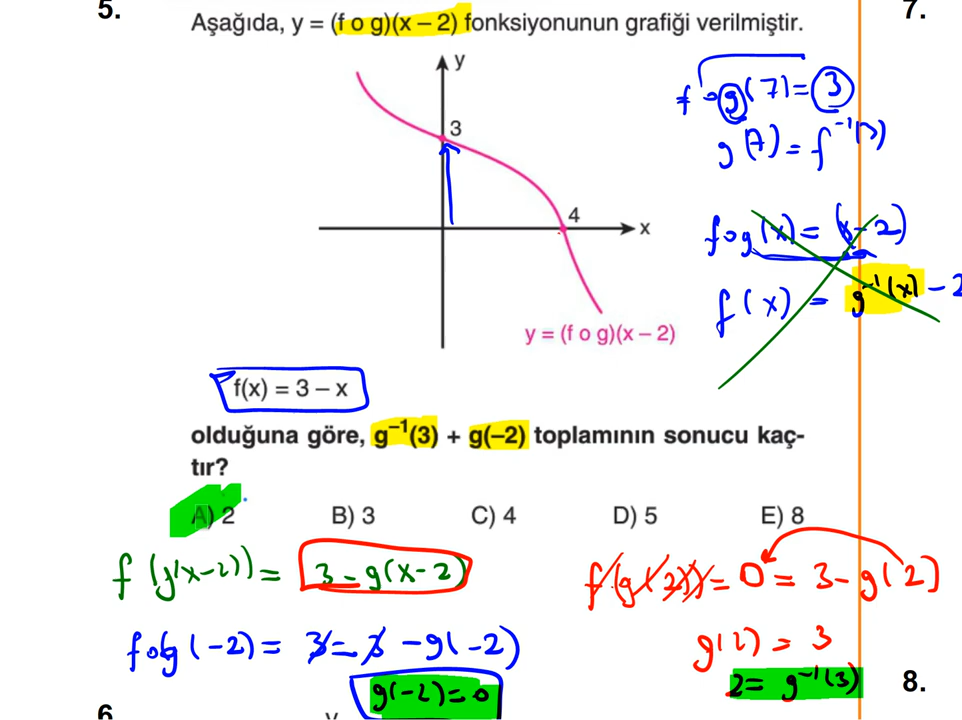 5.
Aşağıda, y = (f o g)(x – 2) fonksiyonunun grafiği verilmiştir.
7.
y
3
4
x
y = (f o g)(x – 2)
f o g(7) = 3
g(7) = f⁻¹(3)
fog(x) = (x-2)
f(x) = g⁻¹(x) - 2
f(x) = 3 – x
olduğuna göre, g⁻¹(3) + g(–2) toplamının sonucu kaç-
tır?
A) 2 B) 3 C) 4 D) 5 E) 8
f(g(x-2)) = 3 - g(x-2)
f(g(2)) = 0 = 3 - g(2)
fog(-2) = 3 = 3 - g(-2)
g(2) = 3
g(-2) = 0
2 = g⁻¹(3)
8.
6
y